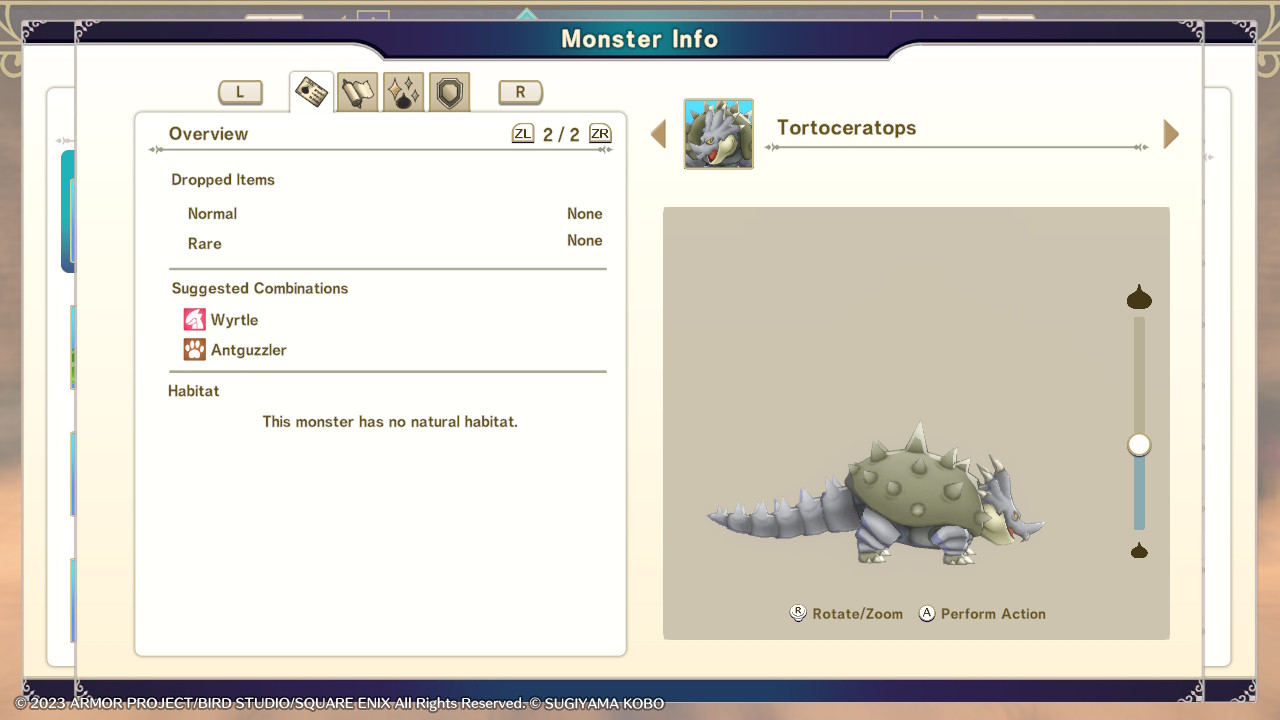 Monster Info
L
R
Overview
ZL 2 / 2 ZR
Dropped Items
Normal None
Rare None
Suggested Combinations
Wyrtle
Antguzzler
Habitat
This monster has no natural habitat.
Tortoceratops
R Rotate/Zoom A Perform Action
© 2023 ARMOR PROJECT/BIRD STUDIO/SQUARE ENIX All Rights Reserved. © SUGIYAMA KOBO